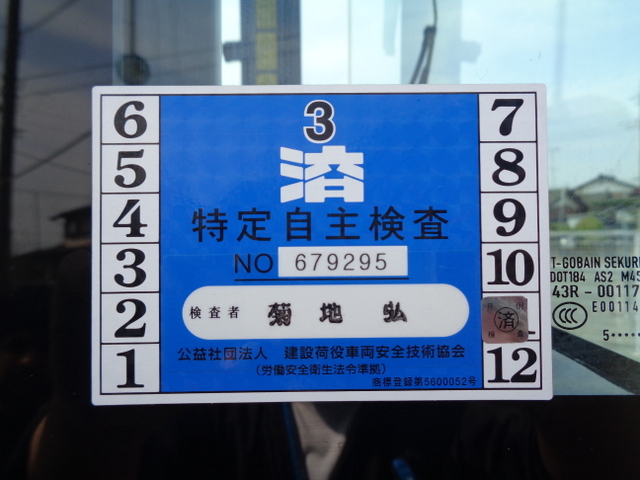 3
済
特定自主検査
NO 679295
検査者 菊地 弘
公益社団法人 建設荷役車両安全技術協会
(労働安全衛生法令準拠)
商標登録第5600052号
6
5
4
3
2
1
7
8
9
10
済
12
T-GOBAIN SEKUR
DOT184 AS2 M4S
43R - 00117
CCC E00114
5